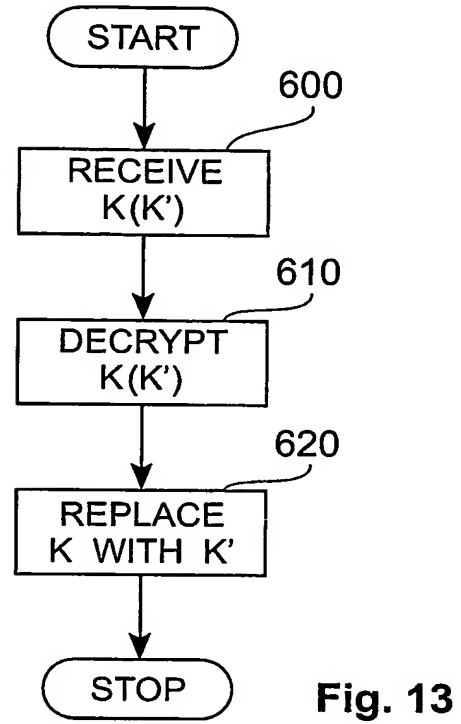 START
600
RECEIVE
K(K')
610
DECRYPT
K(K')
620
REPLACE
K WITH K'
STOP
Fig. 13